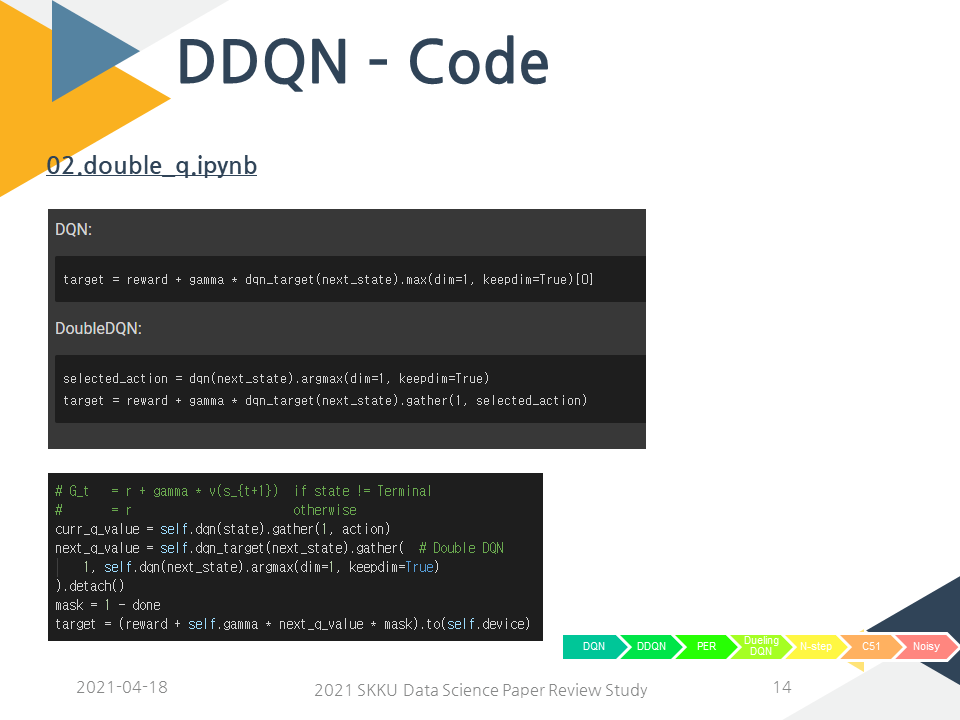 DDQN - Code
02.double_q.ipynb
DQN:
target = reward + gamma * dqn_target(next_state).max(dim=1, keepdim=True)[0]
DoubleDQN:
selected_action = dqn(next_state).argmax(dim=1, keepdim=True)
target = reward + gamma * dqn_target(next_state).gather(1, selected_action)
# G_t   = r + gamma * v(s_{t+1})  if state != Terminal
#       = r                       otherwise
curr_q_value = self.dqn(state).gather(1, action)
next_q_value = self.dqn_target(next_state).gather(  # Double DQN
    1, self.dqn(next_state).argmax(dim=1, keepdim=True)
).detach()
mask = 1 - done
target = (reward + self.gamma * next_q_value * mask).to(self.device)
DQN
DDQN
PER
Dueling
DQN
N-step
C51
Noisy
2021-04-18
2021 SKKU Data Science Paper Review Study
14